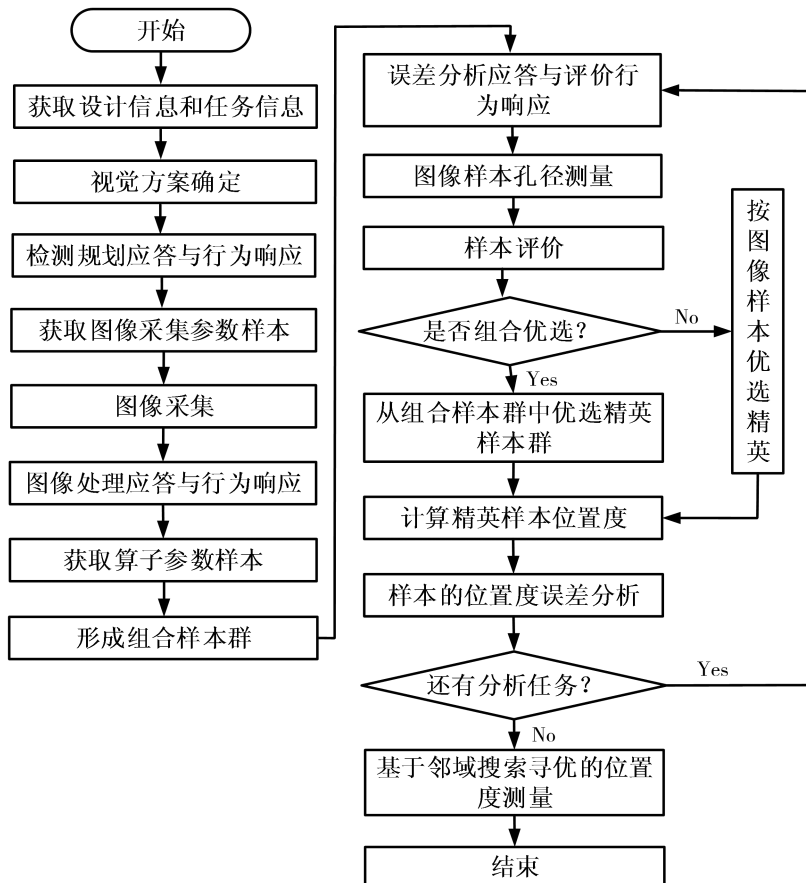 开始
获取设计信息和任务信息
视觉方案确定
检测规划应答与行为响应
获取图像采集参数样本
图像采集
图像处理应答与行为响应
获取算子参数样本
形成组合样本群
误差分析应答与评价行
为响应
图像样本孔径测量
样本评价
是否组合优选？
No
Yes
按图像样本优选精英
从组合样本群中优选精英
样本群
计算精英样本位置度
样本的位置度误差分析
还有分析任务？
Yes
No
基于邻域搜索寻优的位置
度测量
结束